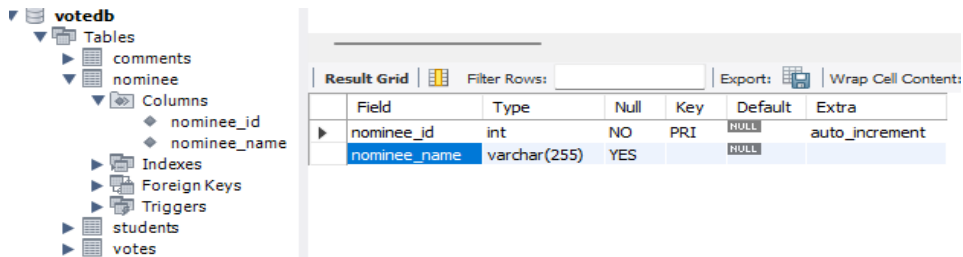 votedb
Tables
comments
nominee
Columns
nominee_id
nominee_name
Indexes
Foreign Keys
Triggers
students
votes
Result Grid Filter Rows: Export: Wrap Cell Content:
Field Type Null Key Default Extra
nominee_id int NO PRI NULL auto_increment
nominee_name varchar(255) YES NULL